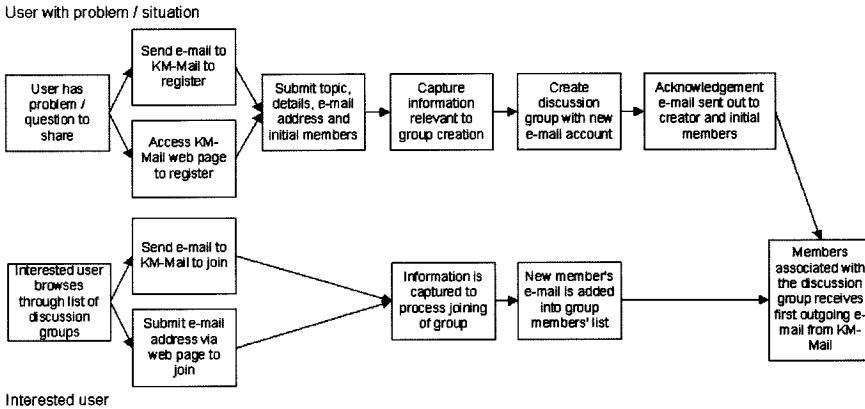 User with problem / situation
User has
problem /
question to
share
Send e-mail to
KM-Mail to
register
Access KM-
Mail web page
to register
Submit topic,
details, e-mail
address and
initial members
Capture
information
relevant to
group creation
Create
discussion
group with new
e-mail account
Acknowledgement
e-mail sent out to
creator and initial
members
Interested user
browses
through list of
discussion
groups
Send e-mail to
KM-Mail to join
Submit e-mail
address via
web page to
join
Information is
captured to
process joining
of group
New member's
e-mail is added
into group
members' list
Members
associated with
the discussion
group receives
first outgoing e-
mail from KM-
Mail
Interested user